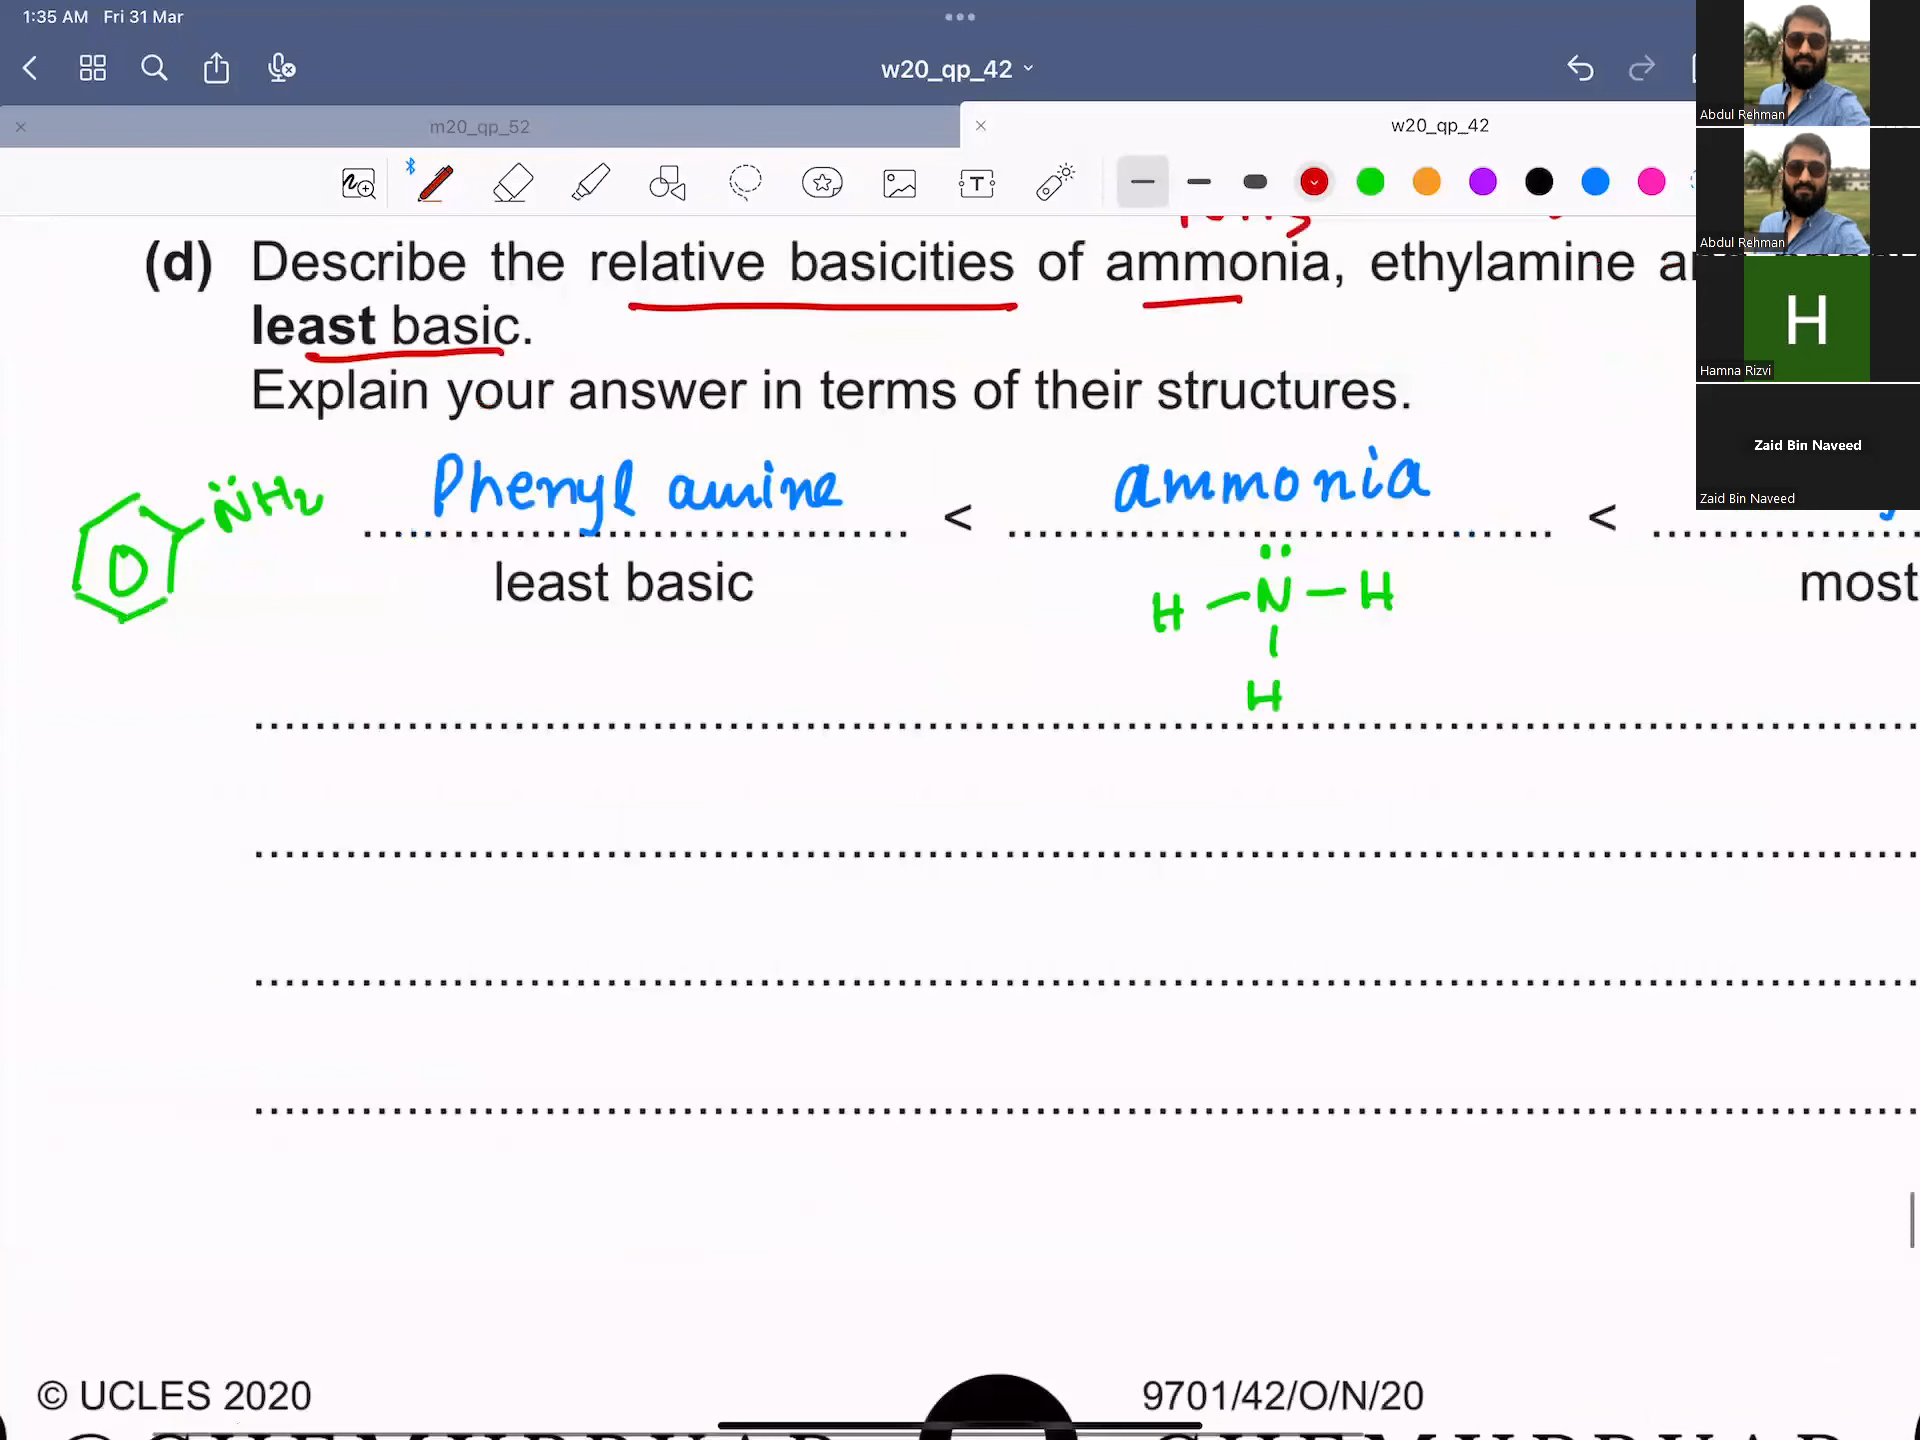 1:35 AM Fri 31 Mar
w20_qp_42
m20_qp_52
w20_qp_42
Abdul Rehman
Abdul Rehman
H
Hamna Rizvi
Zaid Bin Naveed
Zaid Bin Naveed
(d) Describe the relative basicities of ammonia, ethylamine
least basic.
Explain your answer in terms of their structures.
NH2
Phenyl amine < ammonia <
least basic most
H – N – H
H
© UCLES 2020 9701/42/O/N/20